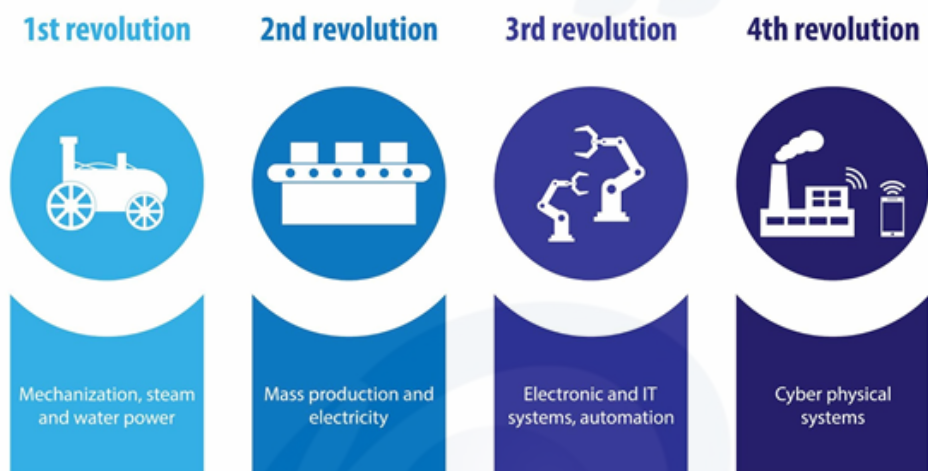 1st revolution
2nd revolution
3rd revolution
4th revolution
Mechanization, steam
and water power
Mass production and
electricity
Electronic and IT
systems, automation
Cyber physical
systems